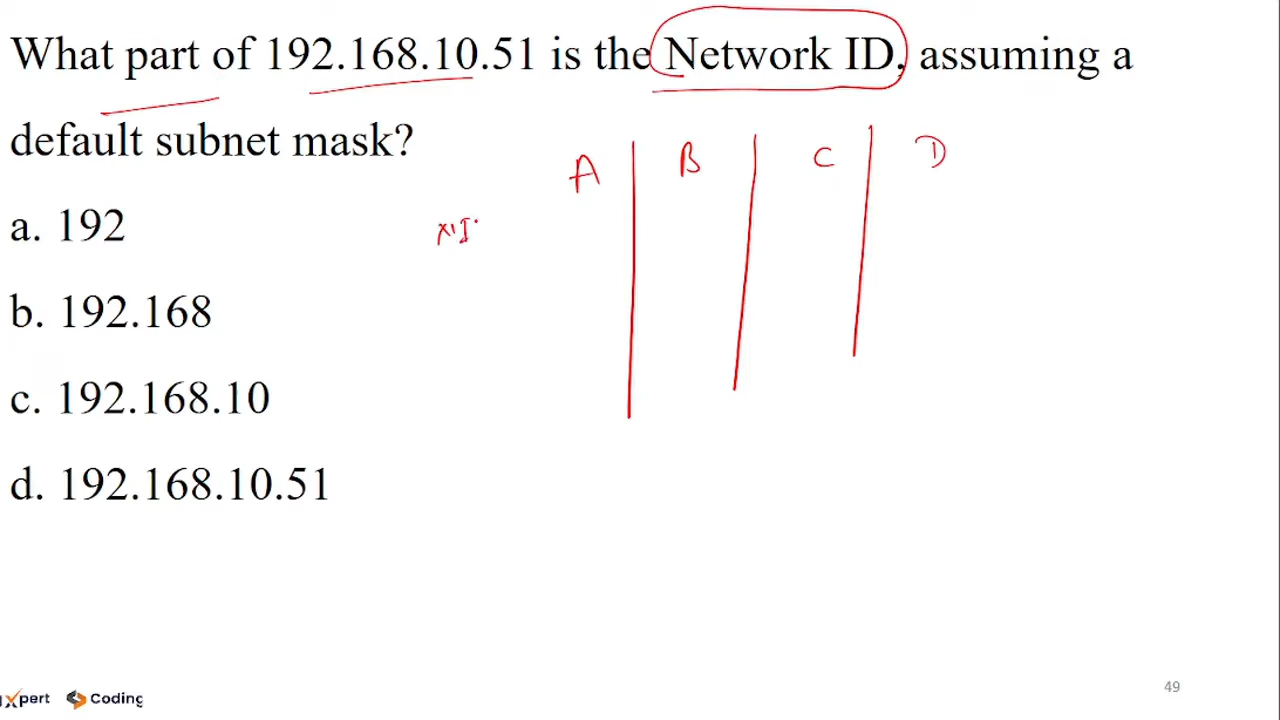 What part of 192.168.10.51 is the Network ID, assuming a
default subnet mask?
A B C D
a. 192
b. 192.168
c. 192.168.10
d. 192.168.10.51
49
Xpert Coding